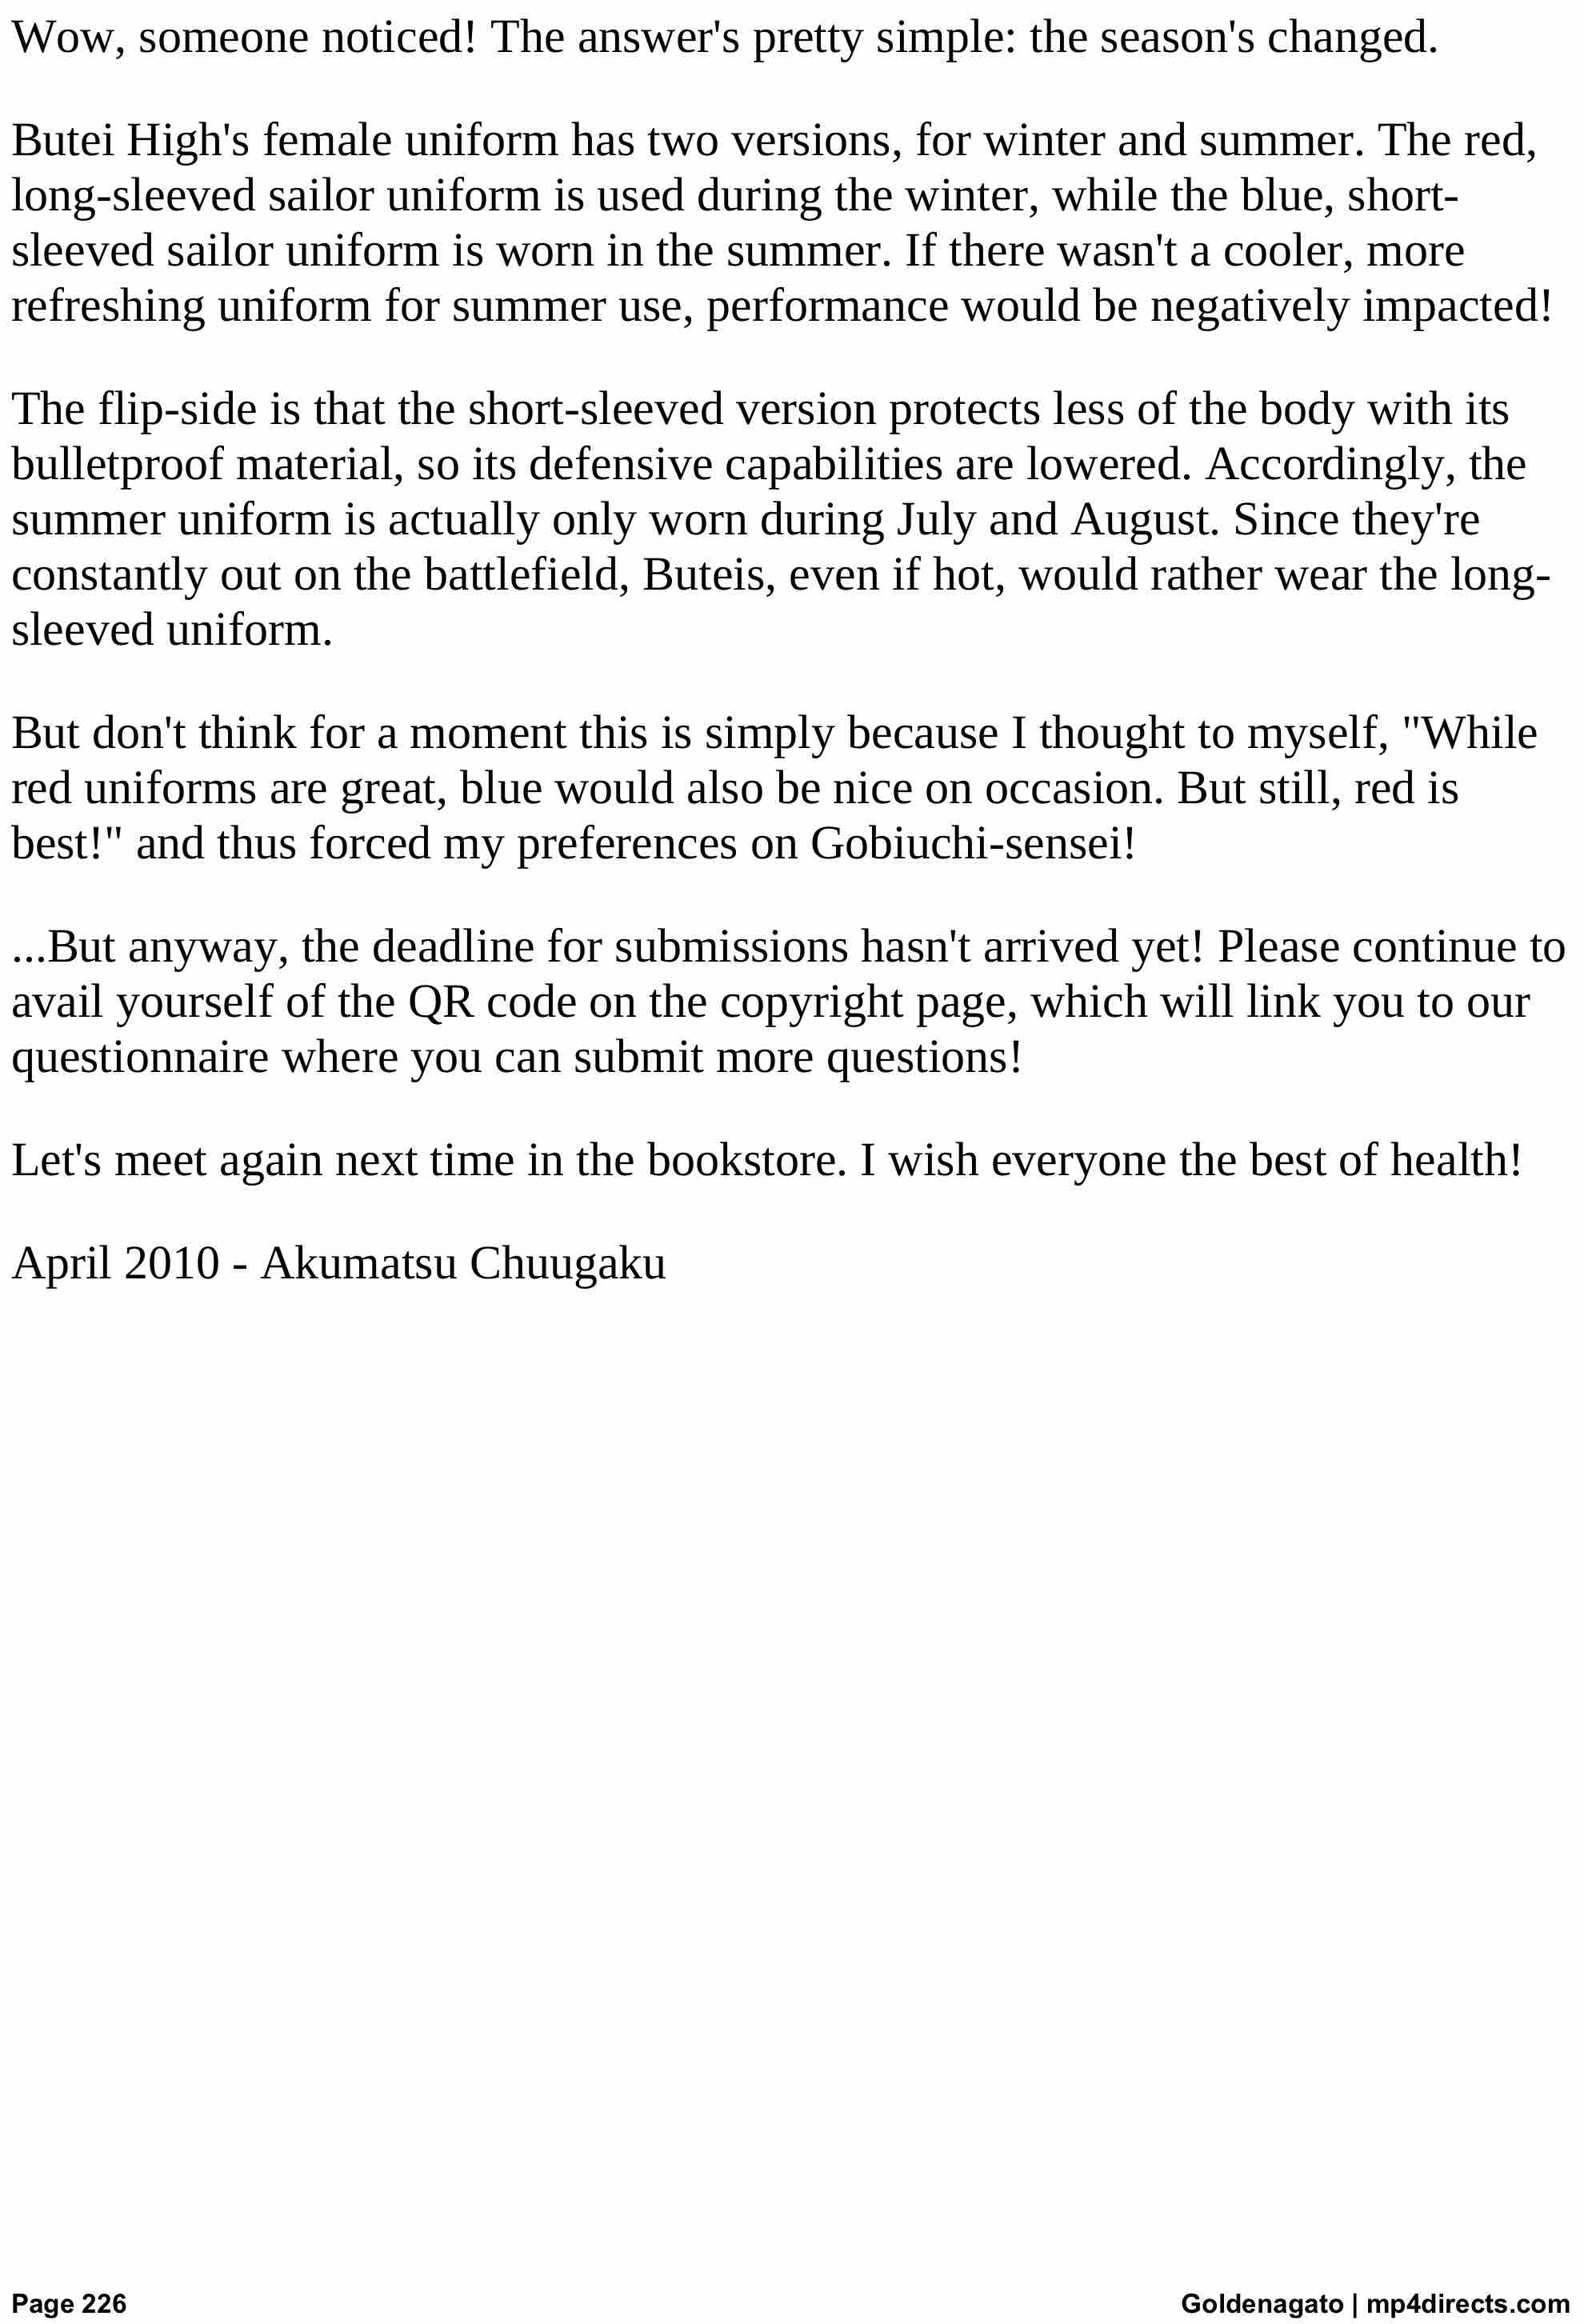 Wow, someone noticed! The answer's pretty simple: the season's changed.
Butei High's female uniform has two versions, for winter and summer. The red,
long-sleeved sailor uniform is used during the winter, while the blue, short-
sleeved sailor uniform is worn in the summer. If there wasn't a cooler, more
refreshing uniform for summer use, performance would be negatively impacted!
The flip-side is that the short-sleeved version protects less of the body with its
bulletproof material, so its defensive capabilities are lowered. Accordingly, the
summer uniform is actually only worn during July and August. Since they're
constantly out on the battlefield, Buteis, even if hot, would rather wear the long-
sleeved uniform.
But don't think for a moment this is simply because I thought to myself, "While
red uniforms are great, blue would also be nice on occasion. But still, red is
best!" and thus forced my preferences on Gobiuchi-sensei!
...But anyway, the deadline for submissions hasn't arrived yet! Please continue to
avail yourself of the QR code on the copyright page, which will link you to our
questionnaire where you can submit more questions!
Let's meet again next time in the bookstore. I wish everyone the best of health!
April 2010 - Akumatsu Chuugaku
Page 226
Goldenagato | mp4directs.com